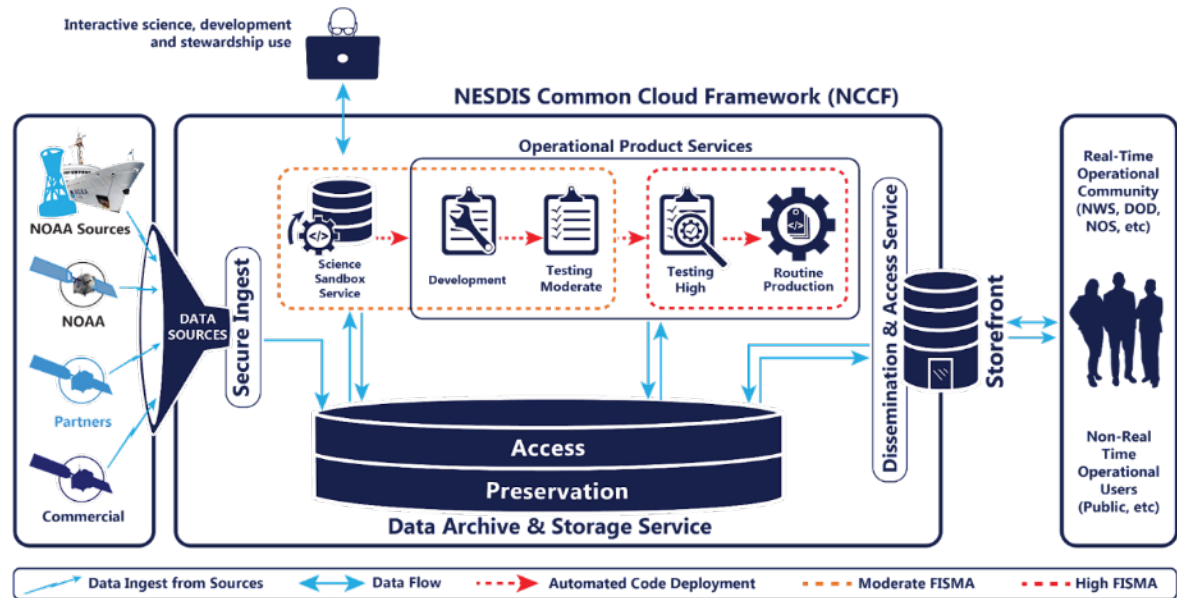 Interactive science, development
and stewardship use
NESDIS Common Cloud Framework (NCCF)
Operational Product Services
NOAA Sources
NOAA
Partners
Commercial
DATA
SOURCES
Secure Ingest
Science
Sandbox
Service
Development
Testing
Moderate
Testing
High
Routine
Production
Access
Preservation
Data Archive & Storage Service
Dissemination & Access Service
Storefront
Real-Time
Operational
Community
(NWS, DOD,
NOS, etc)
Non-Real
Time
Operational
Users
(Public, etc)
Data Ingest from Sources
Data Flow
Automated Code Deployment
Moderate FISMA
High FISMA